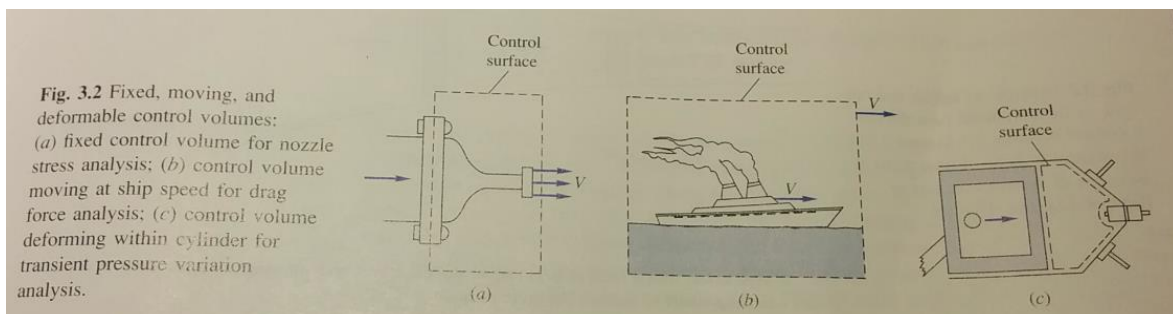 Fig. 3.2 Fixed, moving, and
deformable control volumes:
(a) fixed control volume for nozzle
stress analysis; (b) control volume
moving at ship speed for drag
force analysis; (c) control volume
deforming within cylinder for
transient pressure variation
analysis.
Control
surface
V
(a)
Control
surface
V
V
(b)
Control
surface
(c)